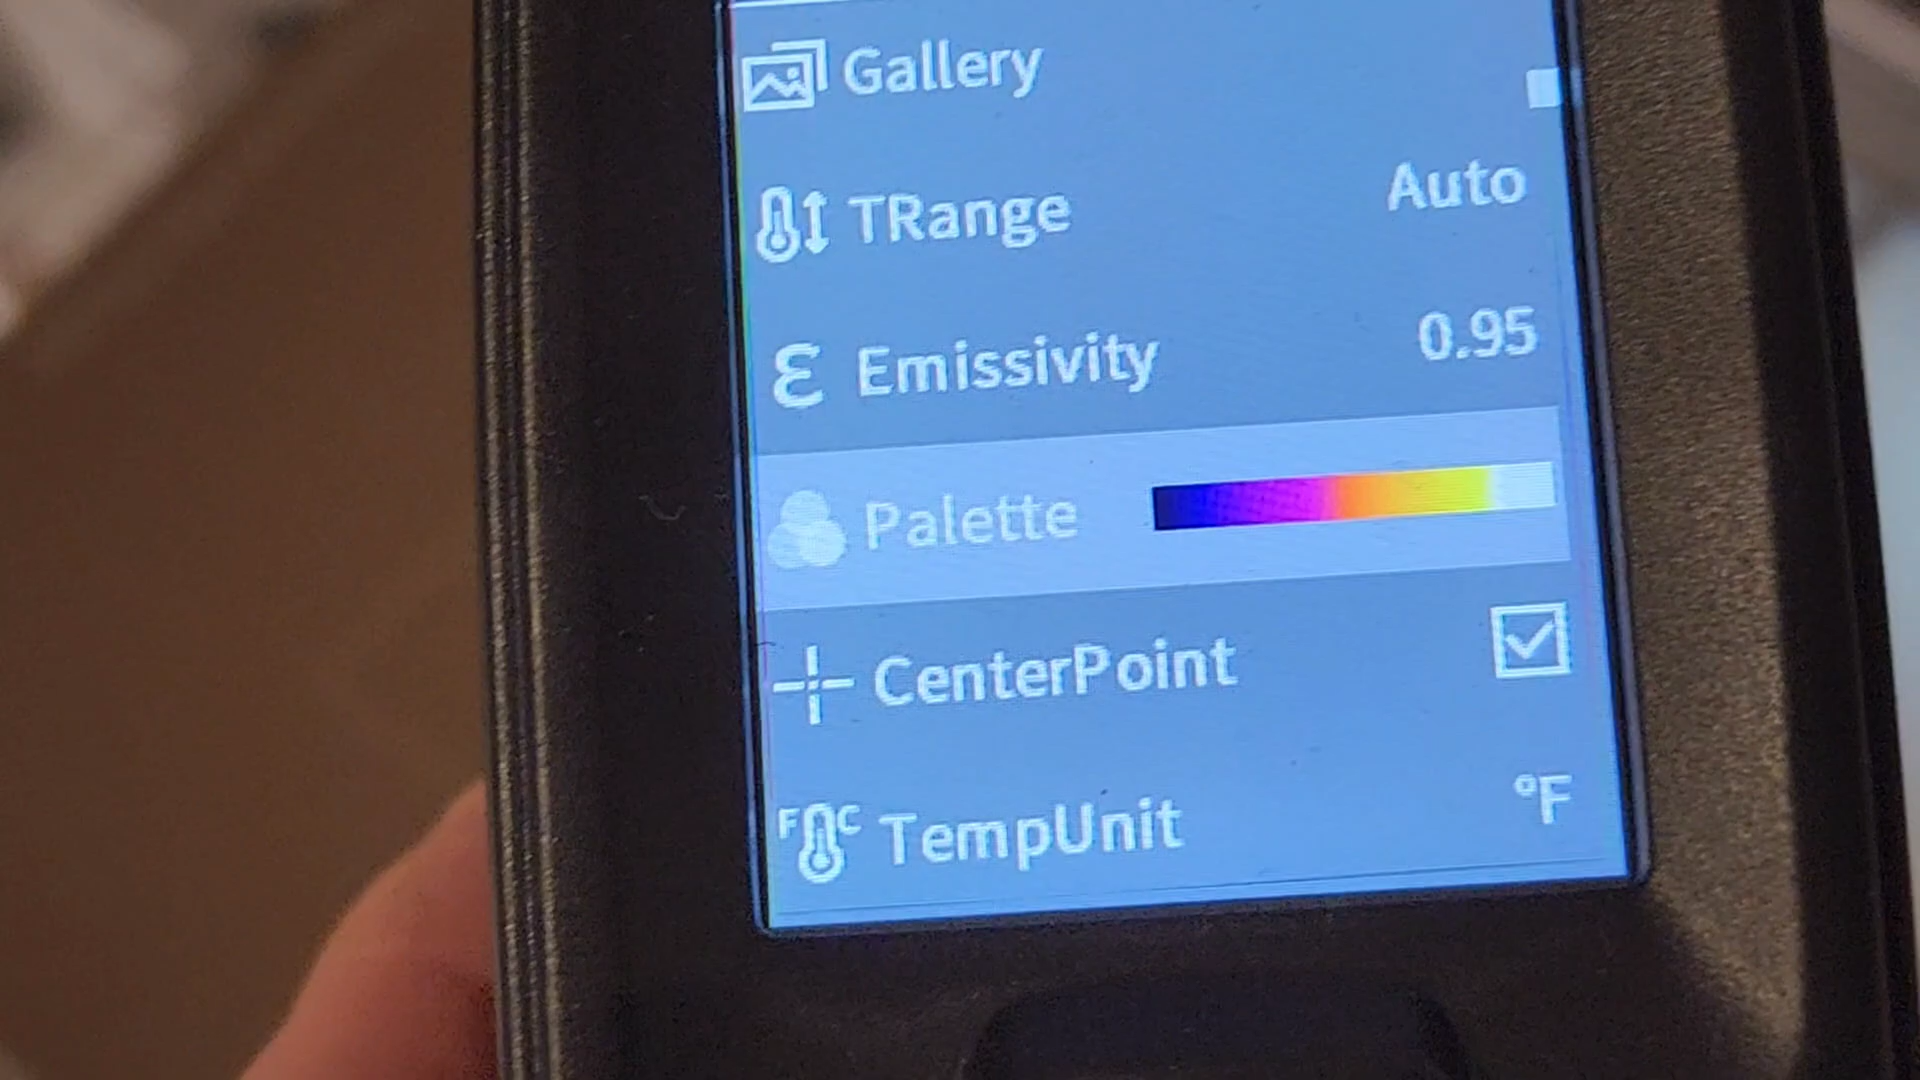 Gallery
TRange Auto
ε Emissivity 0.95
Palette
CenterPoint
F C TempUnit °F